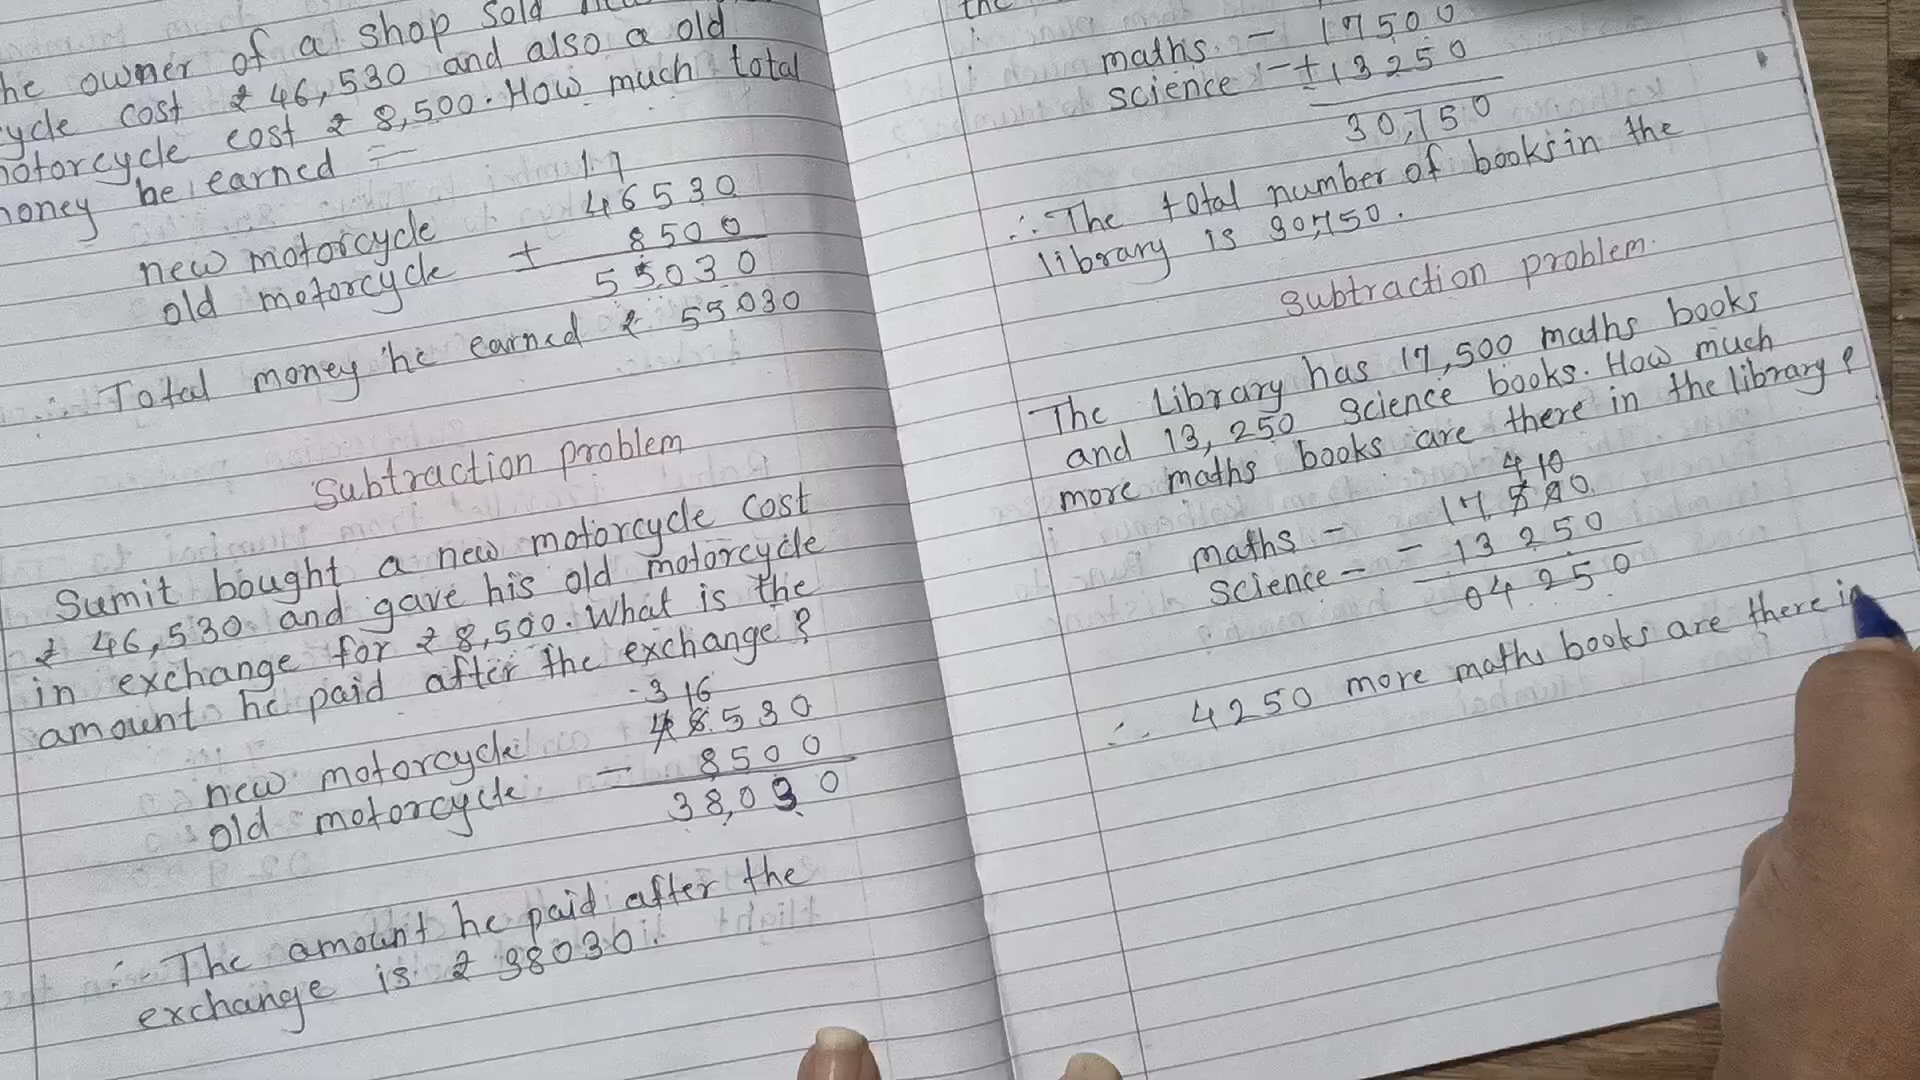 he owner of a shop sold
ycle cost ₹ 46,530 and also a old
notorcycle cost ₹ 8,500. How much total
noney he earned =
1 1
new motorcycle 46530
old motorcycle + 8500
55,030
∴ Total money he earned ₹ 55030
Subtraction problem
Sumit bought a new motorcycle cost
₹ 46,530 and gave his old motorcycle
in exchange for ₹ 8,500. What is the
amount he paid after the exchange ?
3 16
new motorcycle 46530
old motorcycle - 8500
38,030
∴ The amount he paid after the
exchange is ₹ 38030.
the
maths - 17500
science - +13250
30,750
∴ The total number of books in the
library is 30,750.
Subtraction problem.
The Library has 17,500 maths books
and 13,250 Science books. How much
more maths books are there in the library ?
4 10
maths - 17500
Science - - 13250
04250
∴ 4250 more maths books are there in